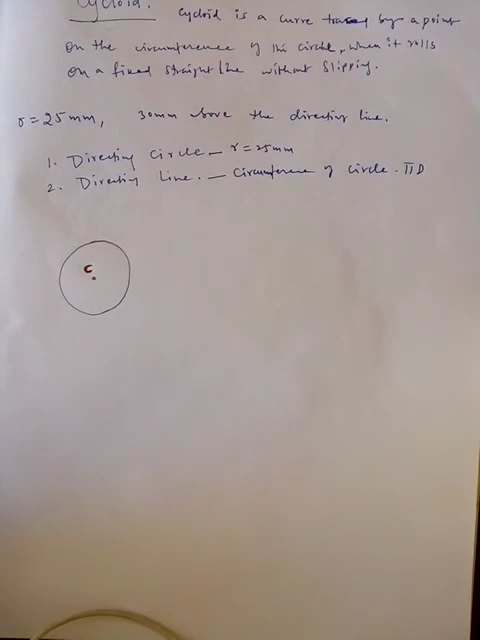 Cycloid. Cycloid is a curve traced by a point
on the circumference of the circle, when it rolls
on a fixed straight line without slipping.
r = 25mm, 30mm above the directing line.
1. Directing Circle - r = 25mm
2. Directing Line. - Circumference of circle. ΠD
C